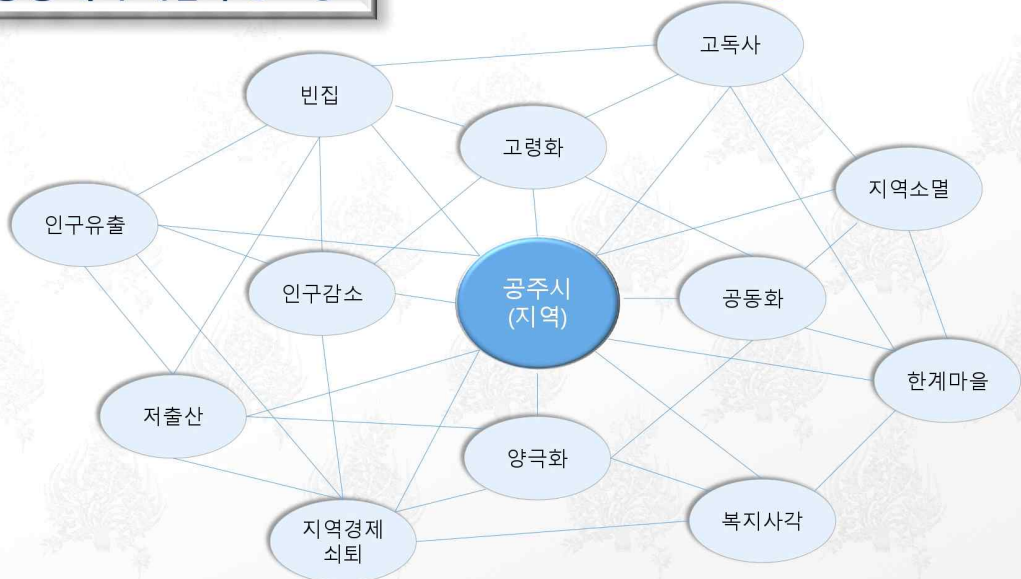 고독사
빈집
고령화
지역소멸
인구유출
인구감소
공주시
(지역)
공동화
한계마을
저출산
양극화
복지사각
지역경제
쇠퇴